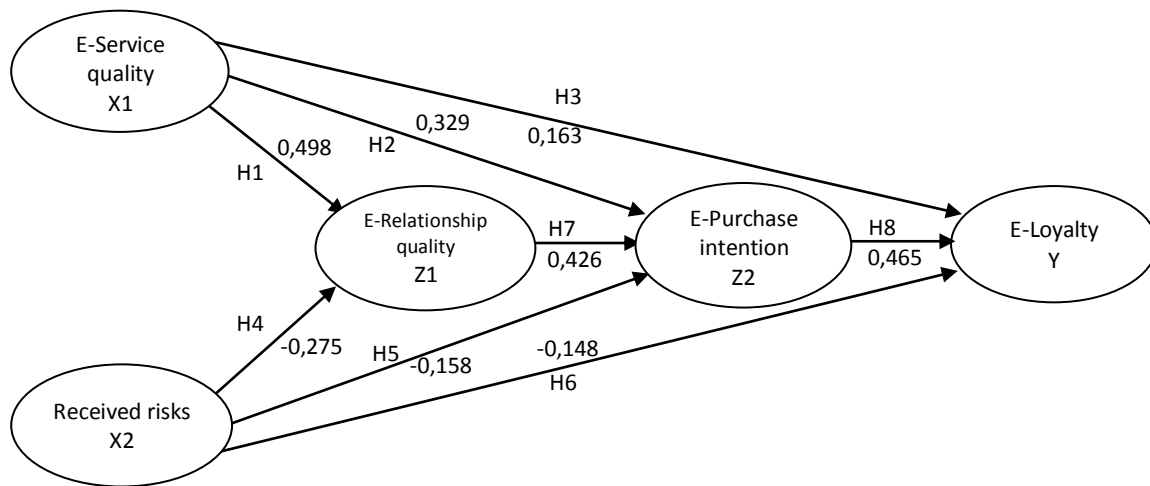 E-Service
quality
X1
H3
0,163
0,329
H2
0,498
H1
E-Relationship
quality
Z1
H7
0,426
E-Purchase
intention
Z2
H8
0,465
E-Loyalty
Y
H4
-0,275
H5
-0,158
-0,148
H6
Received risks
X2